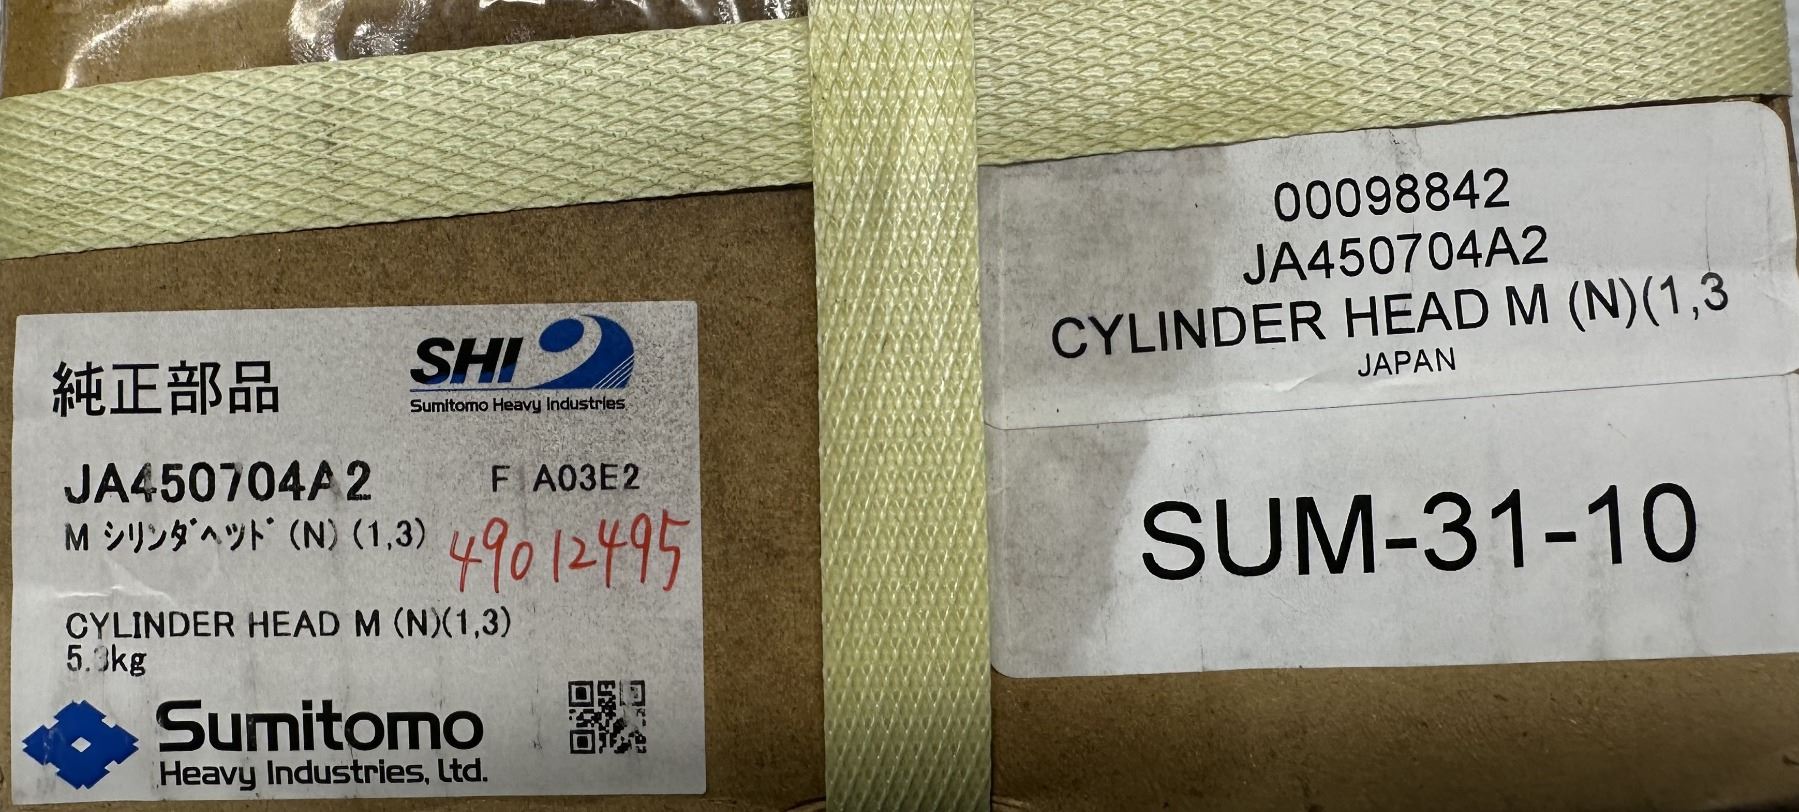 純正部品
SHI
Sumitomo Heavy Industries
JA450704A2
F A03E2
M シリンダヘッド (N) (1,3)
49012495
CYLINDER HEAD M (N)(1,3)
Sumitomo
Heavy Industries, Ltd.
00098842
JA450704A2
CYLINDER HEAD M (N)(1,3
JAPAN
SUM-31-10